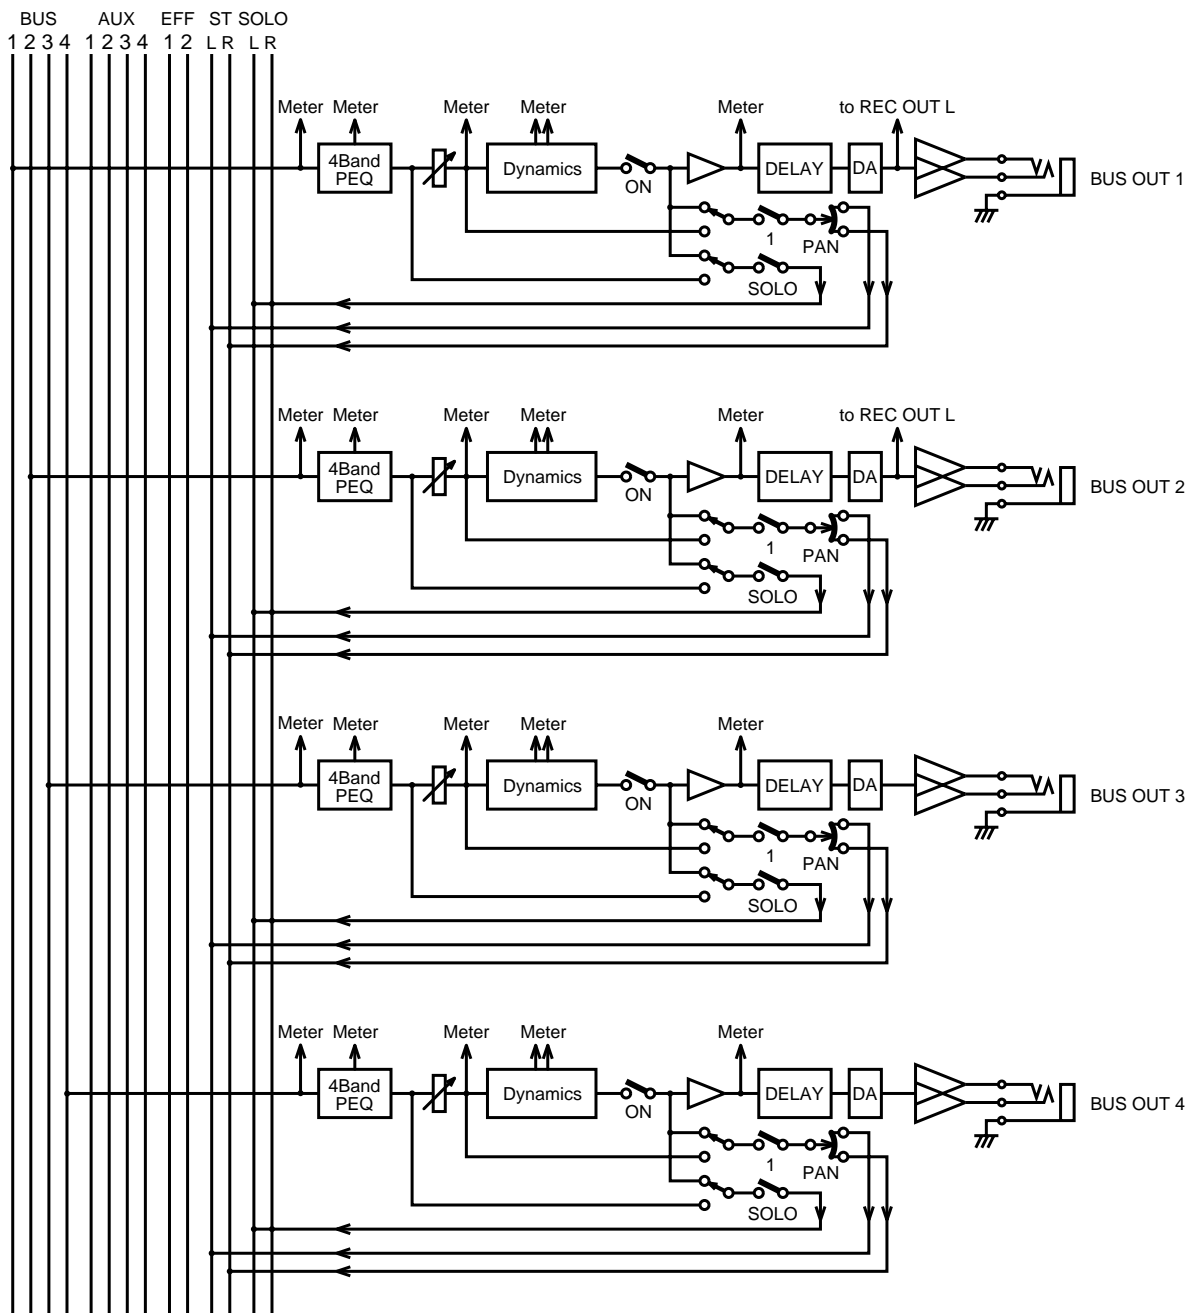 BUS AUX EFF ST SOLO
1 2 3 4 1 2 3 4 1 2 L R L R
Meter Meter Meter Meter Meter to REC OUT L
4Band
PEQ
Dynamics
ON
DELAY
DA
BUS OUT 1
1
PAN
SOLO
Meter Meter Meter Meter Meter to REC OUT L
4Band
PEQ
Dynamics
ON
DELAY
DA
BUS OUT 2
1
PAN
SOLO
Meter Meter Meter Meter Meter
4Band
PEQ
Dynamics
ON
DELAY
DA
BUS OUT 3
1
PAN
SOLO
Meter Meter Meter Meter Meter
4Band
PEQ
Dynamics
ON
DELAY
DA
BUS OUT 4
1
PAN
SOLO